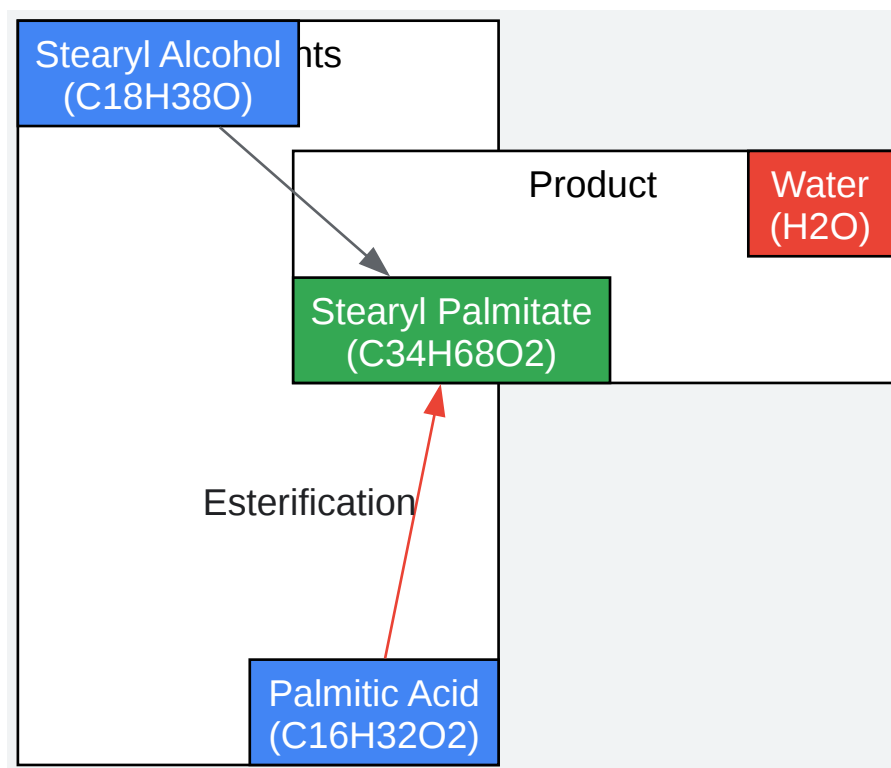 Stearyl Alcohol
(C18H38O)
nts
Product
Water
(H2O)
Stearyl Palmitate
(C34H68O2)
Esterification
Palmitic Acid
(C16H32O2)